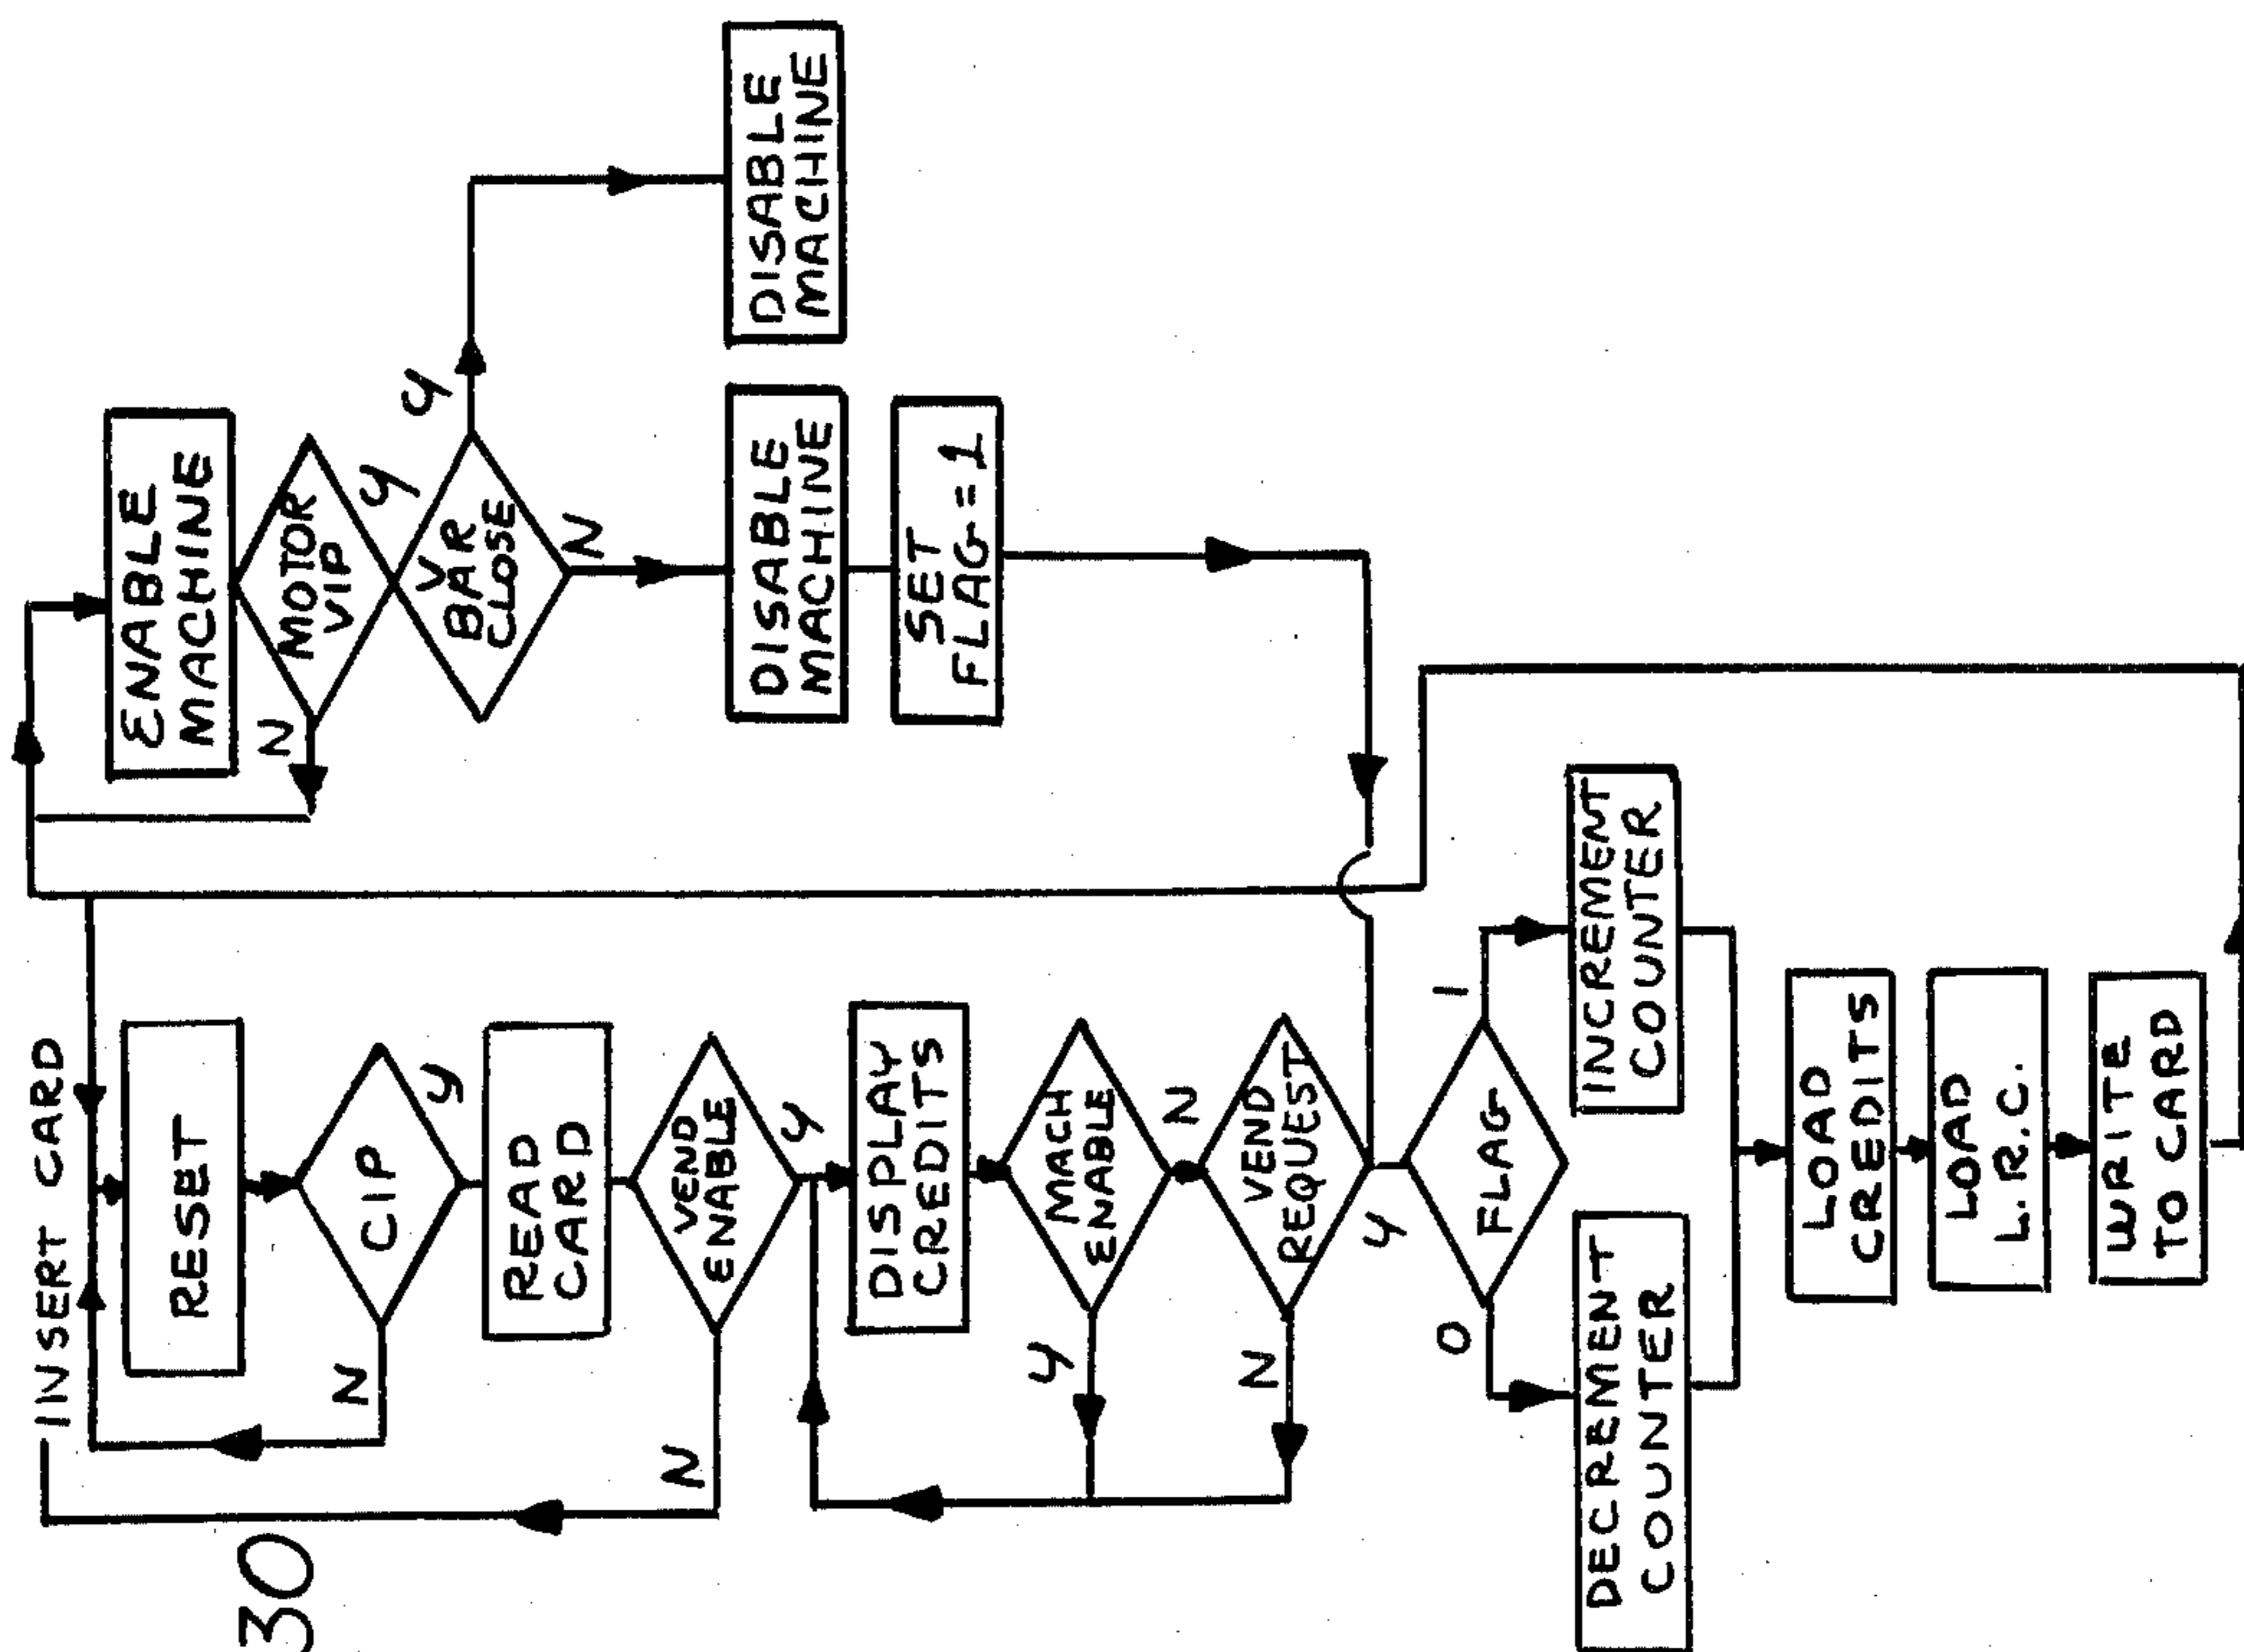 30
INSERT CARD
RESET
CIP
N
Y
READ
CARD
VEND
ENABLE
N
Y
DISPLAY
CREDITS
MACH
ENABLE
Y
N
VEND
REQUEST
N
Y
FLAG
0
1
DECREMENT
COUNTER
INCREMENT
COUNTER
LOAD
CREDITS
LOAD
L.R.C.
WRITE
TO CARD
ENABLE
MACHINE
MOTOR
VIP
N
Y
V
BAR
CLOSE
Y
N
DISABLE
MACHINE
SET
FLAG = 1
DISABLE
MACHINE